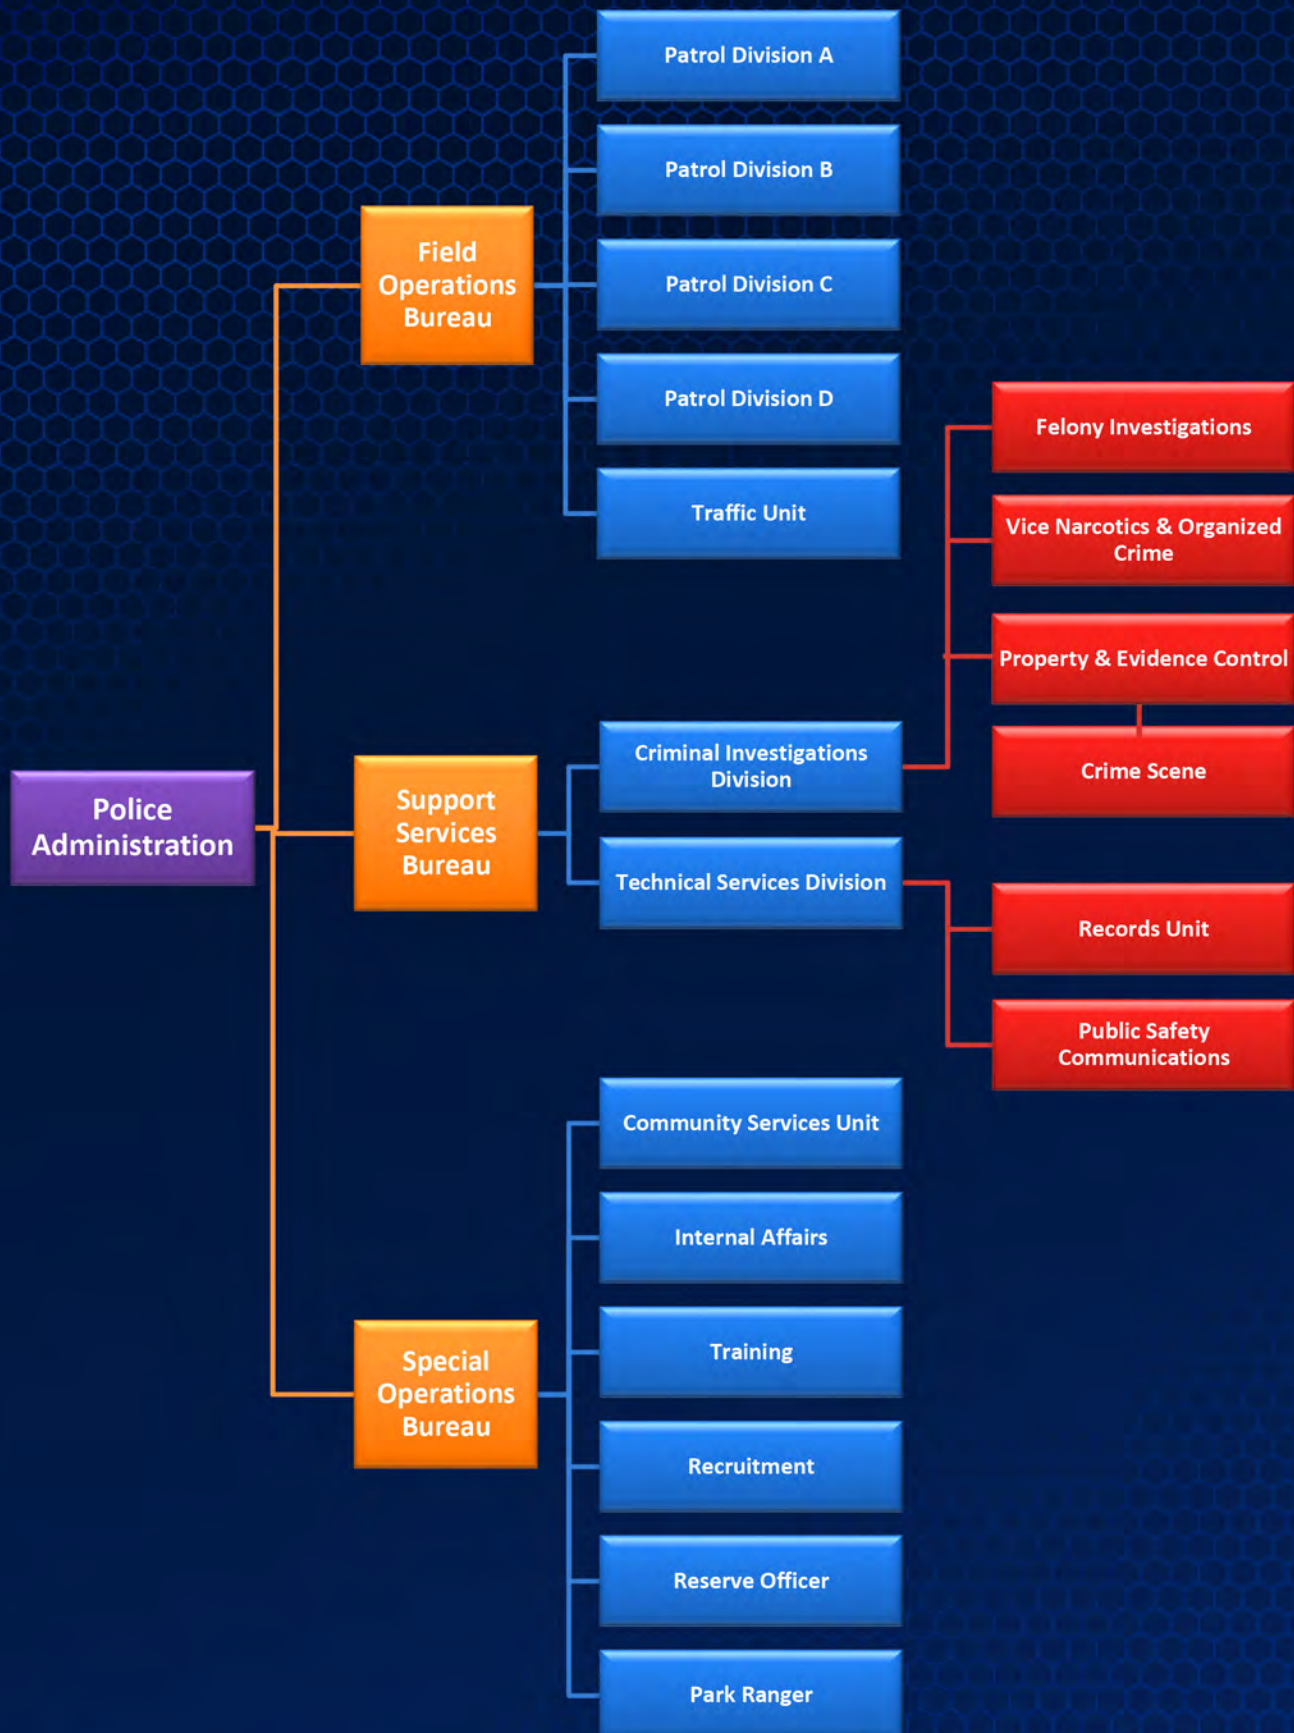 Patrol Division A
Patrol Division B
Field
Operations
Bureau
Patrol Division C
Patrol Division D
Traffic Unit
Felony Investigations
Vice Narcotics & Organized
Crime
Property & Evidence Control
Crime Scene
Police
Administration
Support
Services
Bureau
Criminal Investigations
Division
Technical Services Division
Records Unit
Public Safety
Communications
Community Services Unit
Internal Affairs
Training
Special
Operations
Bureau
Recruitment
Reserve Officer
Park Ranger